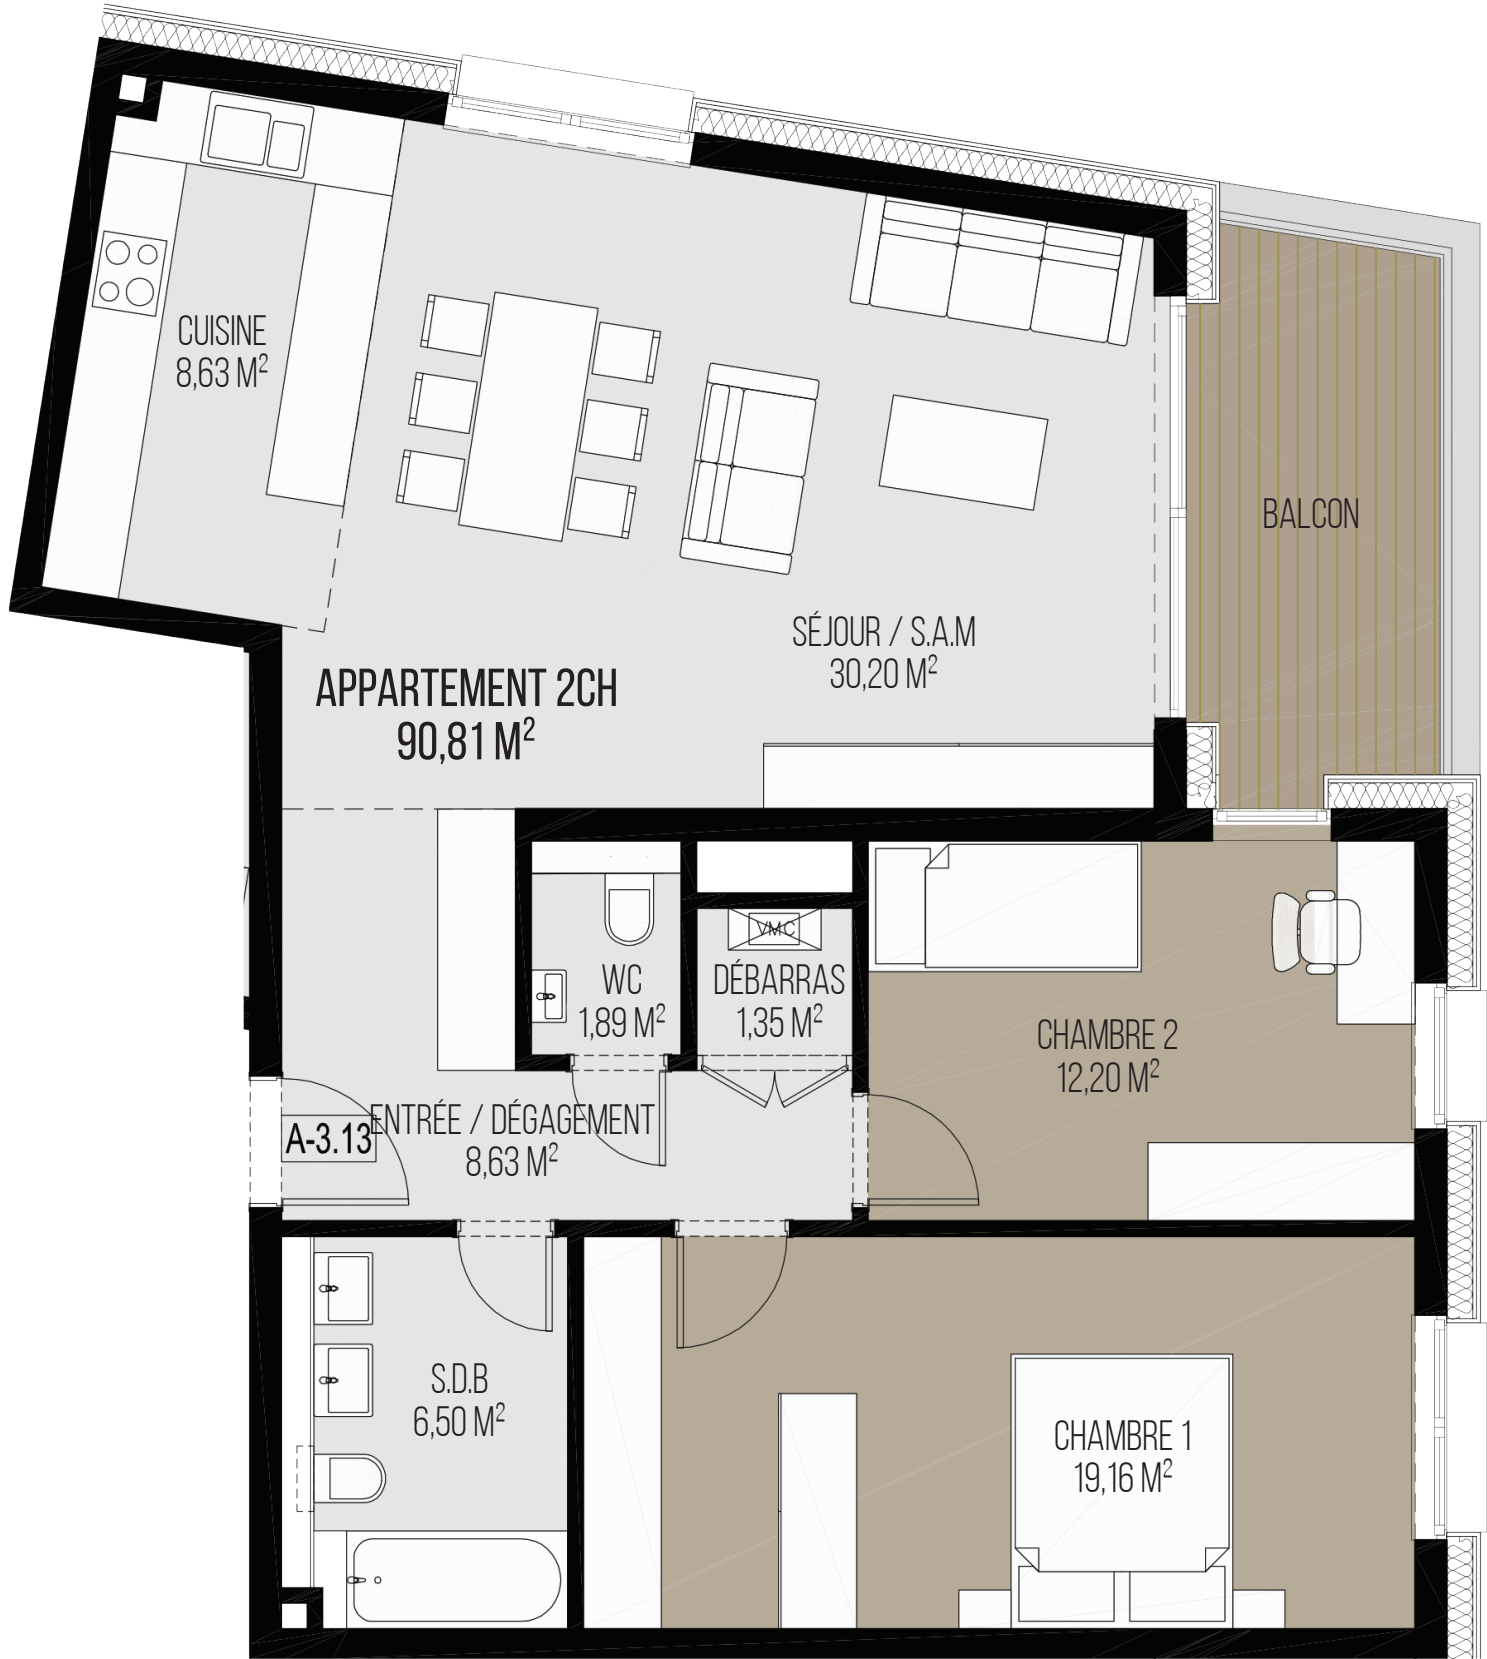 CUISINE
8,63 M²
BALCON
SÉJOUR / S.A.M
30,20 M²
APPARTEMENT 2CH
90,81 M²
VMC
WC
1,89 M²
DÉBARRAS
1,35 M²
CHAMBRE 2
12,20 M²
ENTRÉE / DÉGAGEMENT
8,63 M²
A-3.13
S.D.B
6,50 M²
CHAMBRE 1
19,16 M²